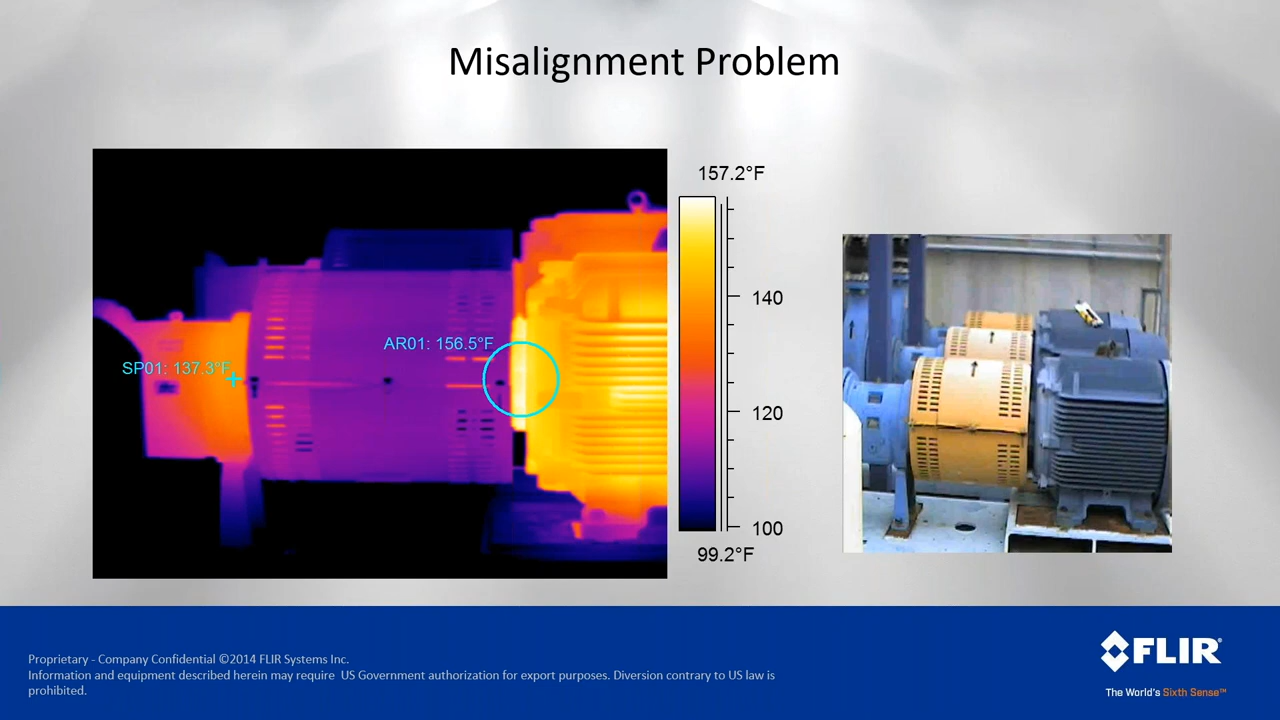 Misalignment Problem
157.2°F
AR01: 156.5°F
SP01: 137.3°F
140
120
100
99.2°F
Proprietary - Company Confidential ©2014 FLIR Systems Inc.
Information and equipment described herein may require  US Government authorization for export purposes. Diversion contrary to US law is
prohibited.
FLIR®
The World's Sixth Sense™